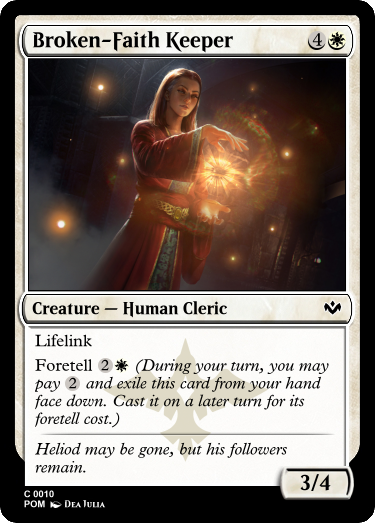 Broken-Faith Keeper 4
Creature — Human Cleric
Lifelink
Foretell 2 (During your turn, you may
pay 2 and exile this card from your hand
face down. Cast it on a later turn for its
foretell cost.)
Heliod may be gone, but his followers
remain.
3/4
C 0010
POM Dea Julia